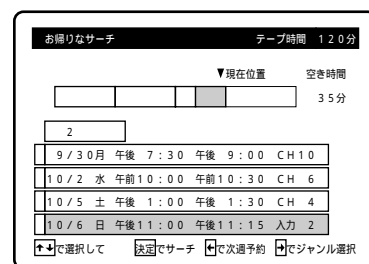 お帰りなサーチ テープ時間 120分
▼現在位置 空き時間
35分
2
9/30月 午後 7:30 午後 9:00 CH10
10/2 水 午前10:00 午前10:30 CH 6
10/5 土 午後 1:00 午後 1:30 CH 4
10/6 日 午後11:00 午後11:15 入力 2
↑↓で選択して 決定でサーチ ←で次週予約 →でジャンル選択